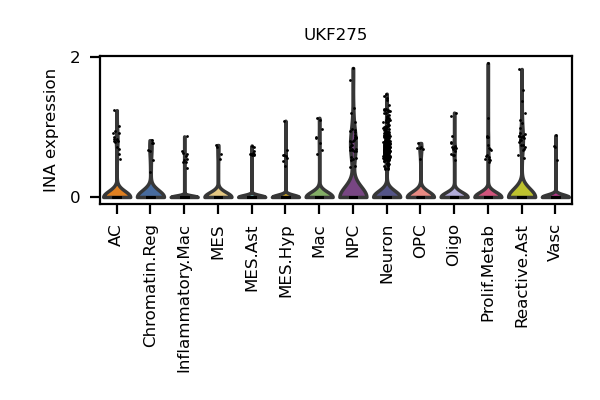 UKF275
INA expression
2
0
AC
Chromatin.Reg
Inflammatory.Mac
MES
MES.Ast
MES.Hyp
Mac
NPC
Neuron
OPC
Oligo
Prolif.Metab
Reactive.Ast
Vasc